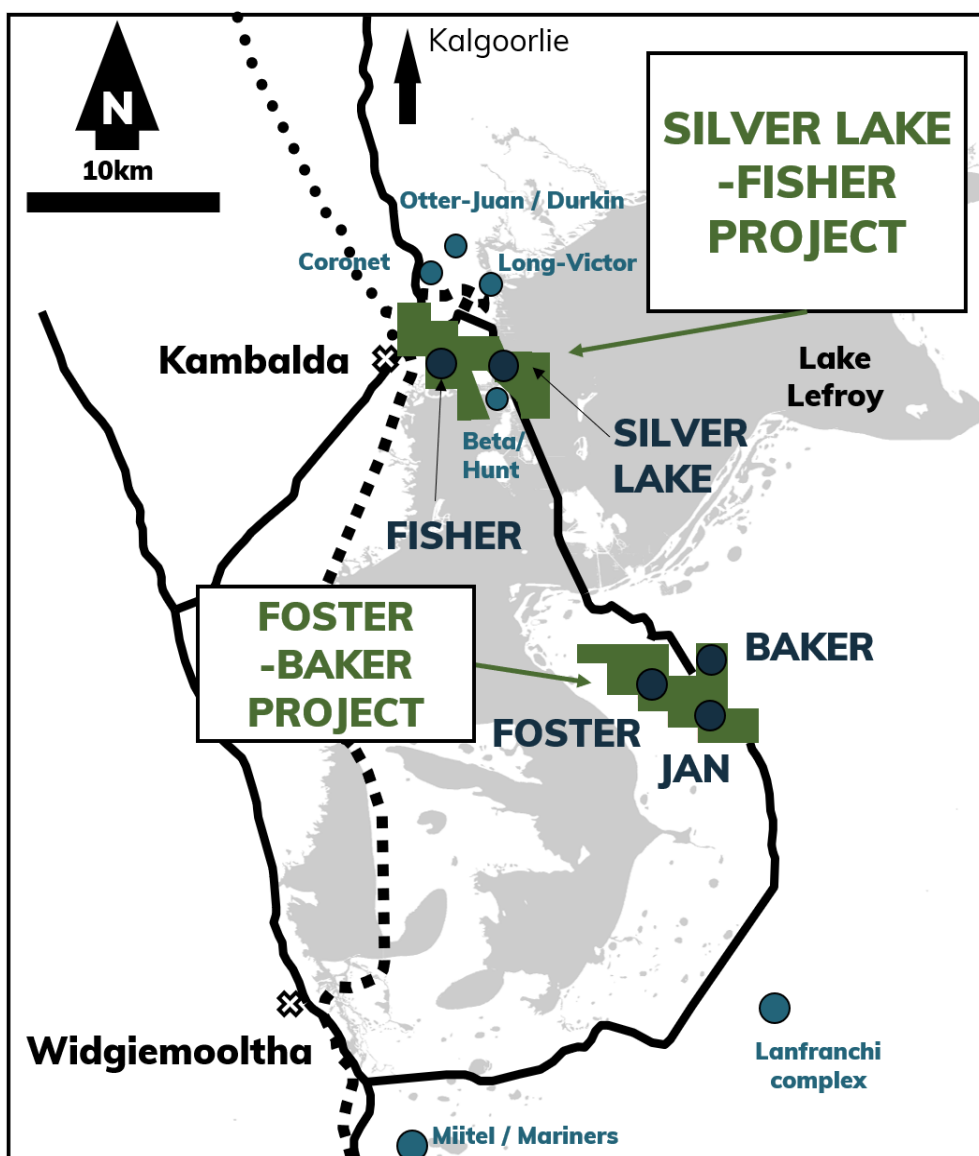 Kalgoorlie
N
10km
SILVER LAKE
-FISHER
PROJECT
Otter-Juan / Durkin
Coronet
Long-Victor
Kambalda
Lake
Lefroy
Beta/
Hunt
SILVER
LAKE
FISHER
FOSTER
-BAKER
PROJECT
BAKER
FOSTER
JAN
Widgiemooltha
Lanfranchi
complex
Miitel / Mariners